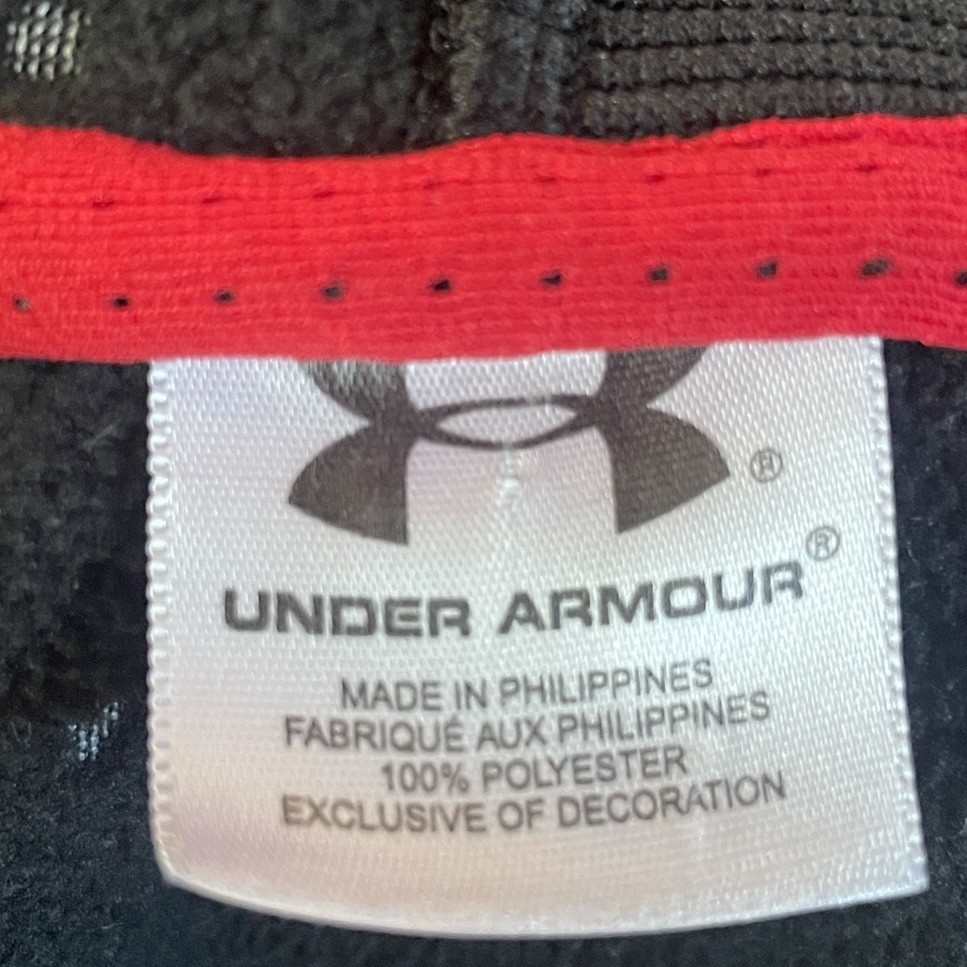 ®
UNDER ARMOUR®
MADE IN PHILIPPINES
FABRIQUÉ AUX PHILIPPINES
100% POLYESTER
EXCLUSIVE OF DECORATION